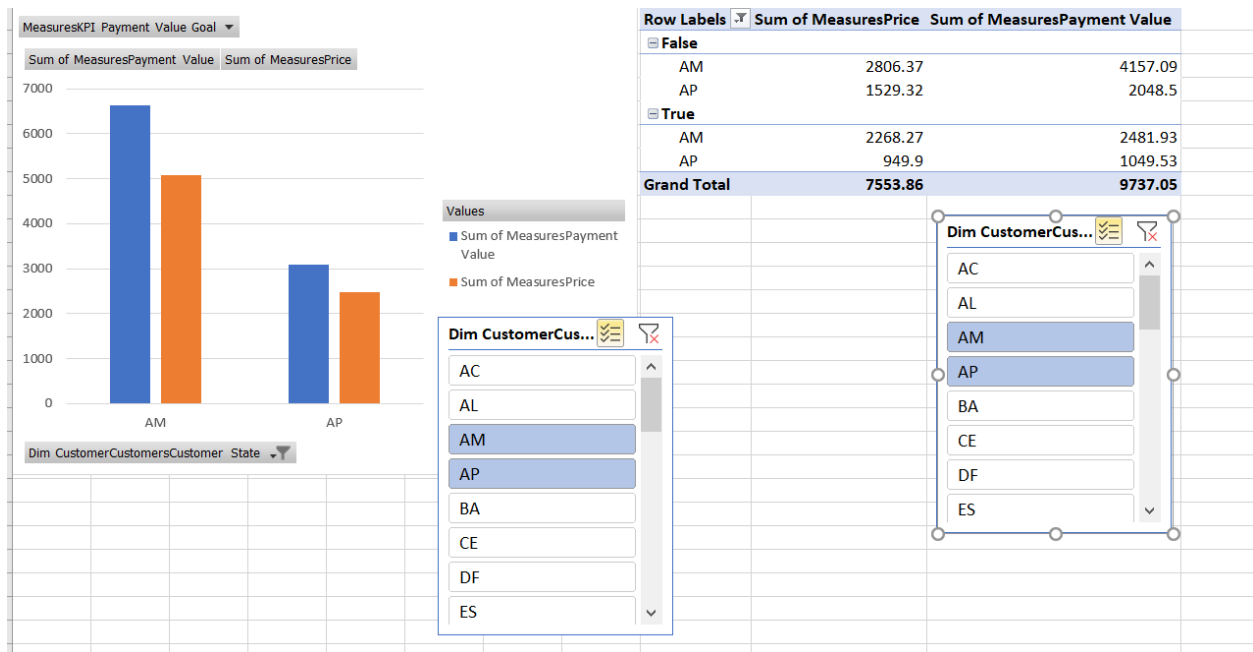 MeasuresKPI Payment Value Goal
Sum of MeasuresPayment Value Sum of MeasuresPrice
7000
6000
5000
4000
3000
2000
1000
0
AM AP
Dim CustomerCustomersCustomer State
Values
Sum of MeasuresPayment
Value
Sum of MeasuresPrice
Row Labels Sum of MeasuresPrice Sum of MeasuresPayment Value
False
AM 2806.37 4157.09
AP 1529.32 2048.5
True
AM 2268.27 2481.93
AP 949.9 1049.53
Grand Total 7553.86 9737.05
Dim CustomerCus...
AC
AL
AM
AP
BA
CE
DF
ES
Dim CustomerCus...
AC
AL
AM
AP
BA
CE
DF
ES